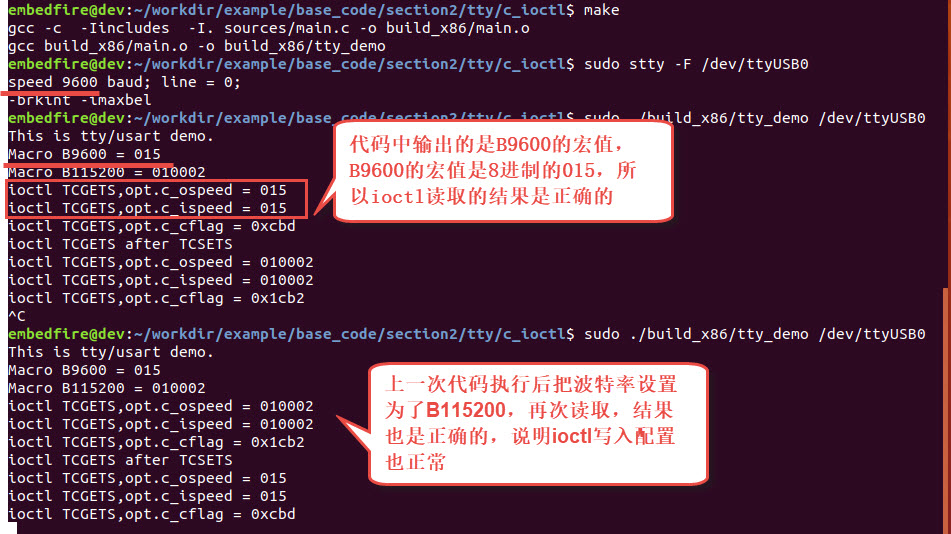 embedfire@dev:~/workdir/example/base_code/section2/tty/c_ioctl$ make
gcc -c  -Iincludes  -I. sources/main.c -o build_x86/main.o
gcc build_x86/main.o -o build_x86/tty_demo
embedfire@dev:~/workdir/example/base_code/section2/tty/c_ioctl$ sudo stty -F /dev/ttyUSB0
speed 9600 baud; line = 0;
-brkint -imaxbel
embedfire@dev:~/workdir/example/base_code/section2/tty/c_ioctl$ sudo ./build_x86/tty_demo /dev/ttyUSB0
This is tty/usart demo.
Macro B9600 = 015
Macro B115200 = 010002
ioctl TCGETS,opt.c_ospeed = 015
ioctl TCGETS,opt.c_ispeed = 015
代码中输出的是B9600的宏值，
B9600的宏值是8进制的015，所
以ioctl读取的结果是正确的
ioctl TCGETS,opt.c_cflag = 0xcbd
ioctl TCGETS after TCSETS
ioctl TCGETS,opt.c_ospeed = 010002
ioctl TCGETS,opt.c_ispeed = 010002
ioctl TCGETS,opt.c_cflag = 0x1cb2
^C
embedfire@dev:~/workdir/example/base_code/section2/tty/c_ioctl$ sudo ./build_x86/tty_demo /dev/ttyUSB0
This is tty/usart demo.
Macro B9600 = 015
Macro B115200 = 010002
ioctl TCGETS,opt.c_ospeed = 010002
ioctl TCGETS,opt.c_ispeed = 010002
ioctl TCGETS,opt.c_cflag = 0x1cb2
上一次代码执行后把波特率设置
为了B115200，再次读取，结果
也是正确的，说明ioctl写入配置
也正常
ioctl TCGETS after TCSETS
ioctl TCGETS,opt.c_ospeed = 015
ioctl TCGETS,opt.c_ispeed = 015
ioctl TCGETS,opt.c_cflag = 0xcbd